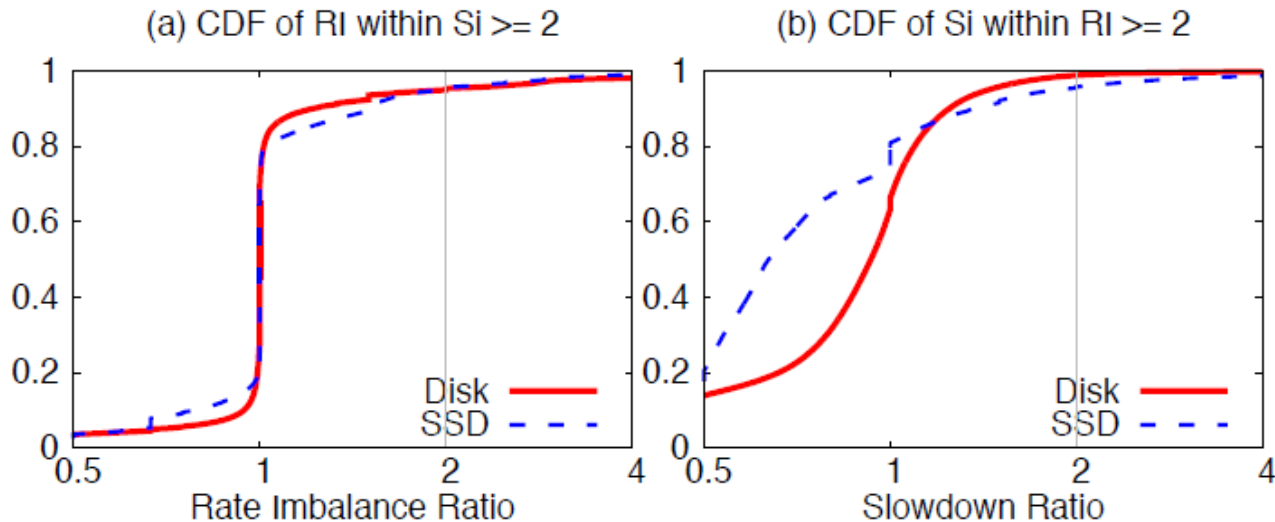 (a) CDF of RI within Si >= 2
1
0.8
0.6
0.4
0.2
0
0.5 1 2 4
Disk
SSD
Rate Imbalance Ratio
(b) CDF of Si within RI >= 2
1
0.8
0.6
0.4
0.2
0
0.5 1 2 4
Disk
SSD
Slowdown Ratio